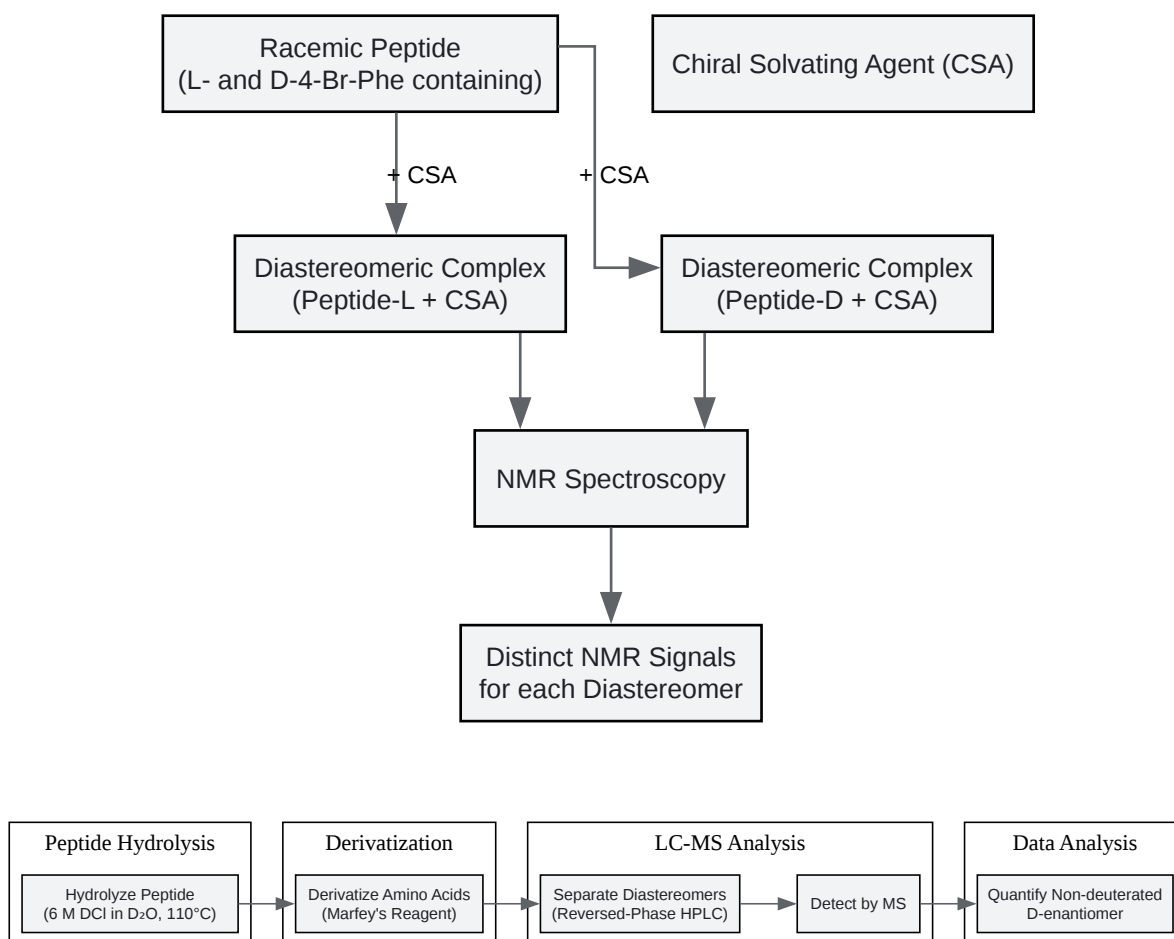 Racemic Peptide
(L- and D-4-Br-Phe containing)
Chiral Solvating Agent (CSA)
+ CSA
+ CSA
Diastereomeric Complex
(Peptide-L + CSA)
Diastereomeric Complex
(Peptide-D + CSA)
NMR Spectroscopy
Distinct NMR Signals
for each Diastereomer
Peptide Hydrolysis
Hydrolyze Peptide
(6 M DCl in D₂O, 110°C)
Derivatization
Derivatize Amino Acids
(Marfey's Reagent)
LC-MS Analysis
Separate Diastereomers
(Reversed-Phase HPLC)
Detect by MS
Data Analysis
Quantify Non-deuterated
D-enantiomer